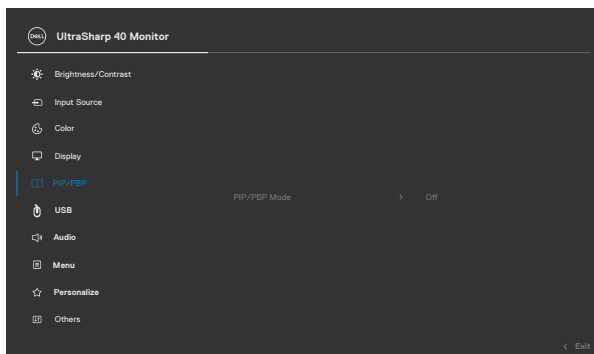 DELL
UltraSharp 40 Monitor
Brightness/Contrast
Input Source
Color
Display
PIP/PBP
PIP/PBP Mode > Off
USB
Audio
Menu
Personalize
Others
< Exit